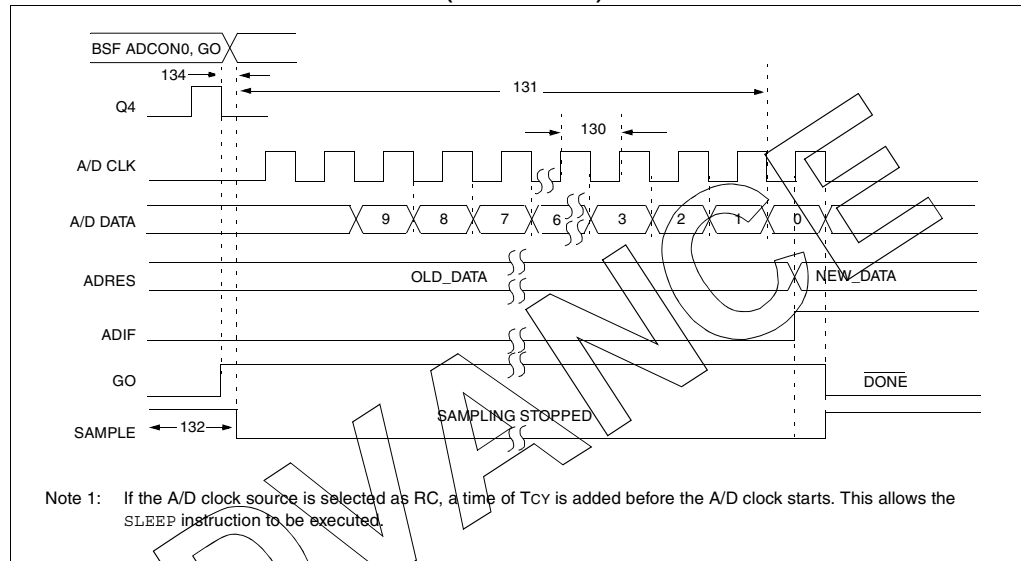 BSF ADCON0, GO
134
131
Q4
130
A/D CLK
A/D DATA
9 8 7 6 3 2 1 0
ADRES
OLD_DATA
NEW_DATA
ADIF
GO
DONE
SAMPLING STOPPED
SAMPLE
132
Note 1: If the A/D clock source is selected as RC, a time of TCY is added before the A/D clock starts. This allows the
SLEEP instruction to be executed.
ADVANCE